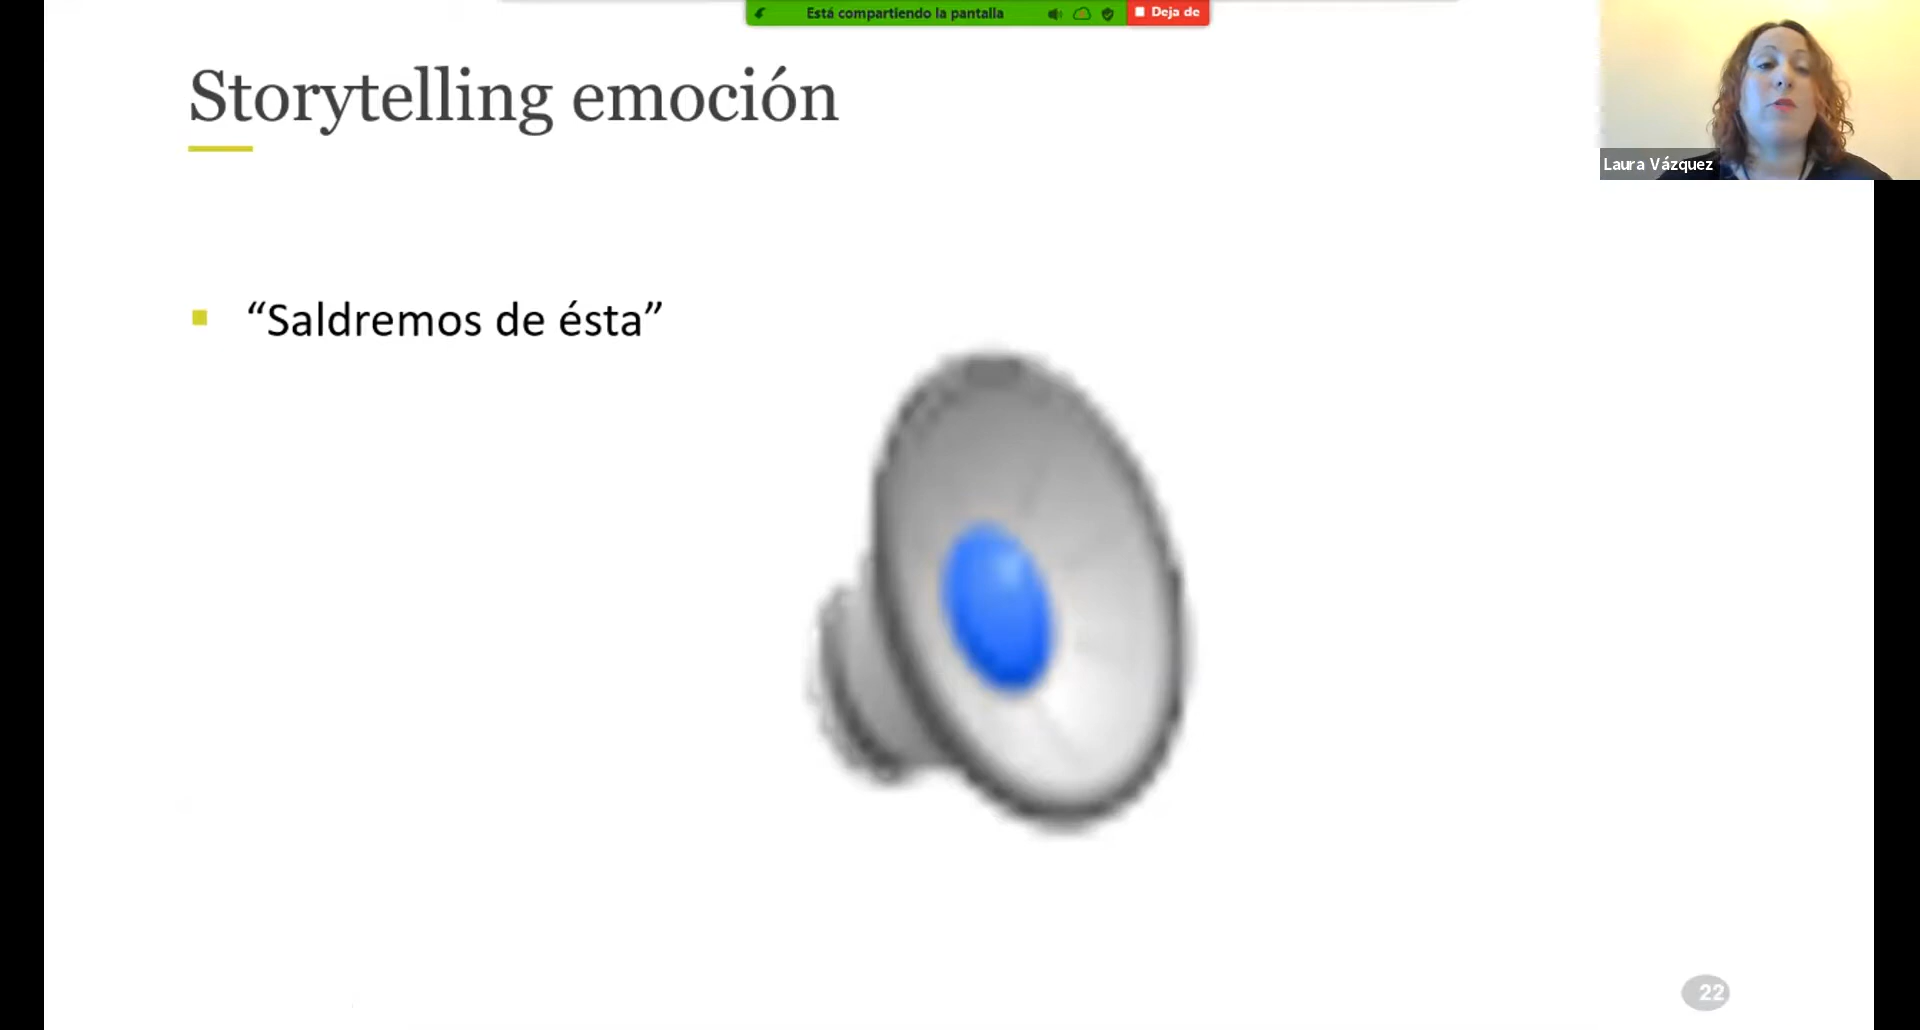 Está compartiendo la pantalla
Deja de
Storytelling emoción
Laura Vázquez
“Saldremos de ésta”
22